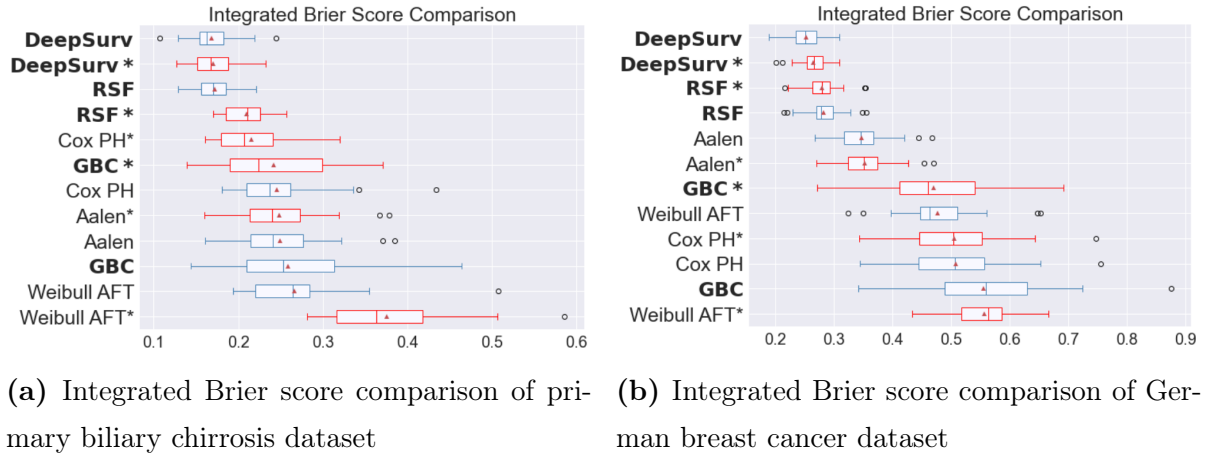 Integrated Brier Score Comparison
DeepSurv
DeepSurv *
RSF
RSF *
Cox PH*
GBC *
Cox PH
Aalen*
Aalen
GBC
Weibull AFT
Weibull AFT*
0.1 0.2 0.3 0.4 0.5 0.6
(a) Integrated Brier score comparison of pri-
mary biliary chirrosis dataset
Integrated Brier Score Comparison
DeepSurv
DeepSurv *
RSF *
RSF
Aalen
Aalen*
GBC *
Weibull AFT
Cox PH*
Cox PH
GBC
Weibull AFT*
0.2 0.3 0.4 0.5 0.6 0.7 0.8 0.9
(b) Integrated Brier score comparison of Ger-
man breast cancer dataset